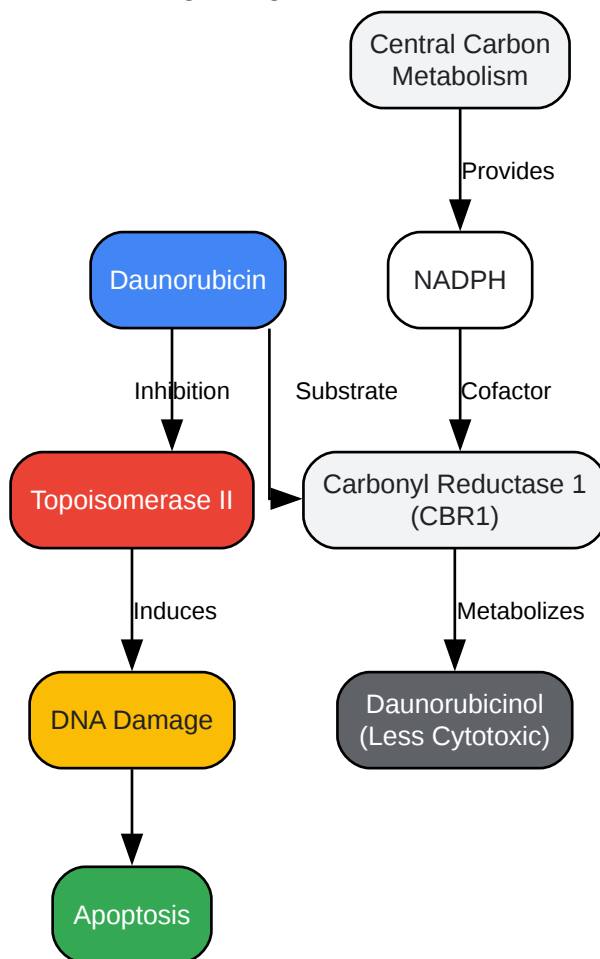 Central Carbon
Metabolism
Provides
Daunorubicin
NADPH
Inhibition
Substrate
Cofactor
Topoisomerase II
Carbonyl Reductase 1
(CBR1)
Induces
Metabolizes
DNA Damage
Daunorubicinol
(Less Cytotoxic)
Apoptosis